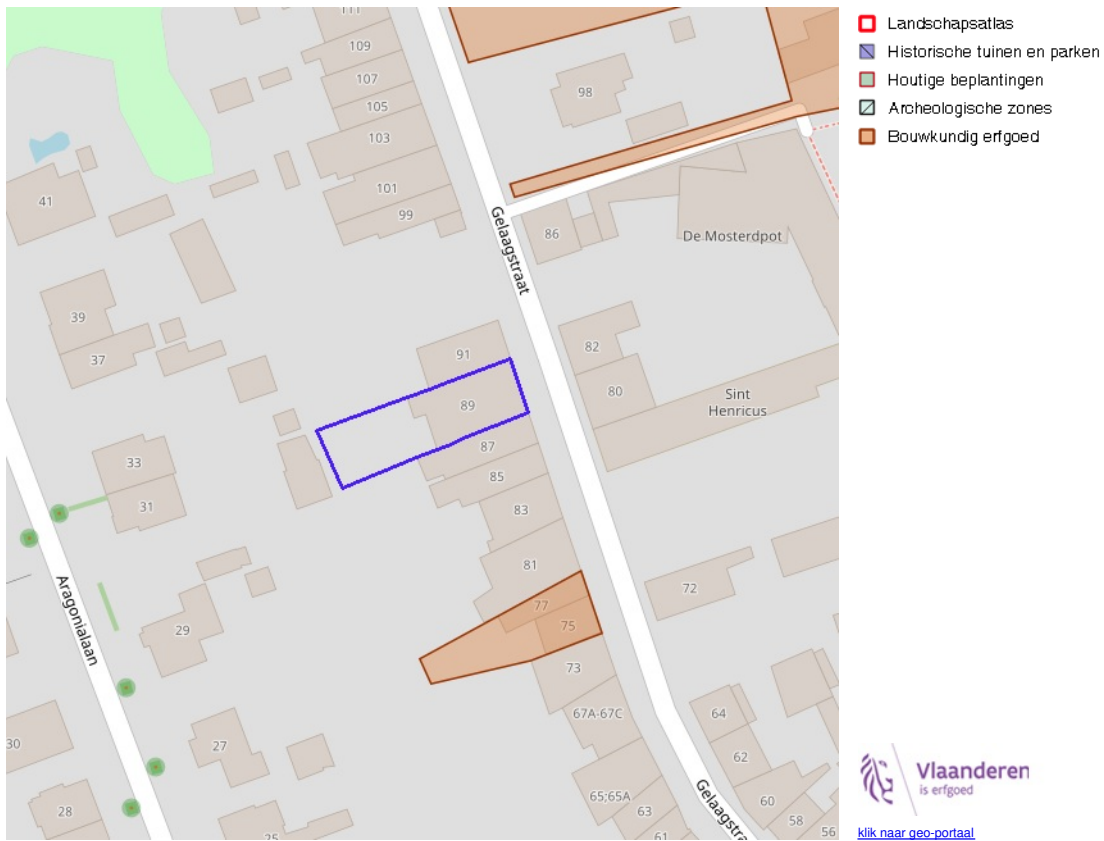 111
109
107
105
103
101
99
98
86
De Mosterdpot
Gelaagstraat
41
39
37
91
89
87
85
83
81
77
75
73
67A-67C
65;65A
63
61
82
80
Sint
Henricus
33
31
29
27
25
30
28
Aragonialaan
72
64
62
60
58
56
Gelaagstra
Landschapsatlas
Historische tuinen en parken
Houtige beplantingen
Archeologische zones
Bouwkundig erfgoed
Vlaanderen
is erfgoed
klik naar geo-portaal